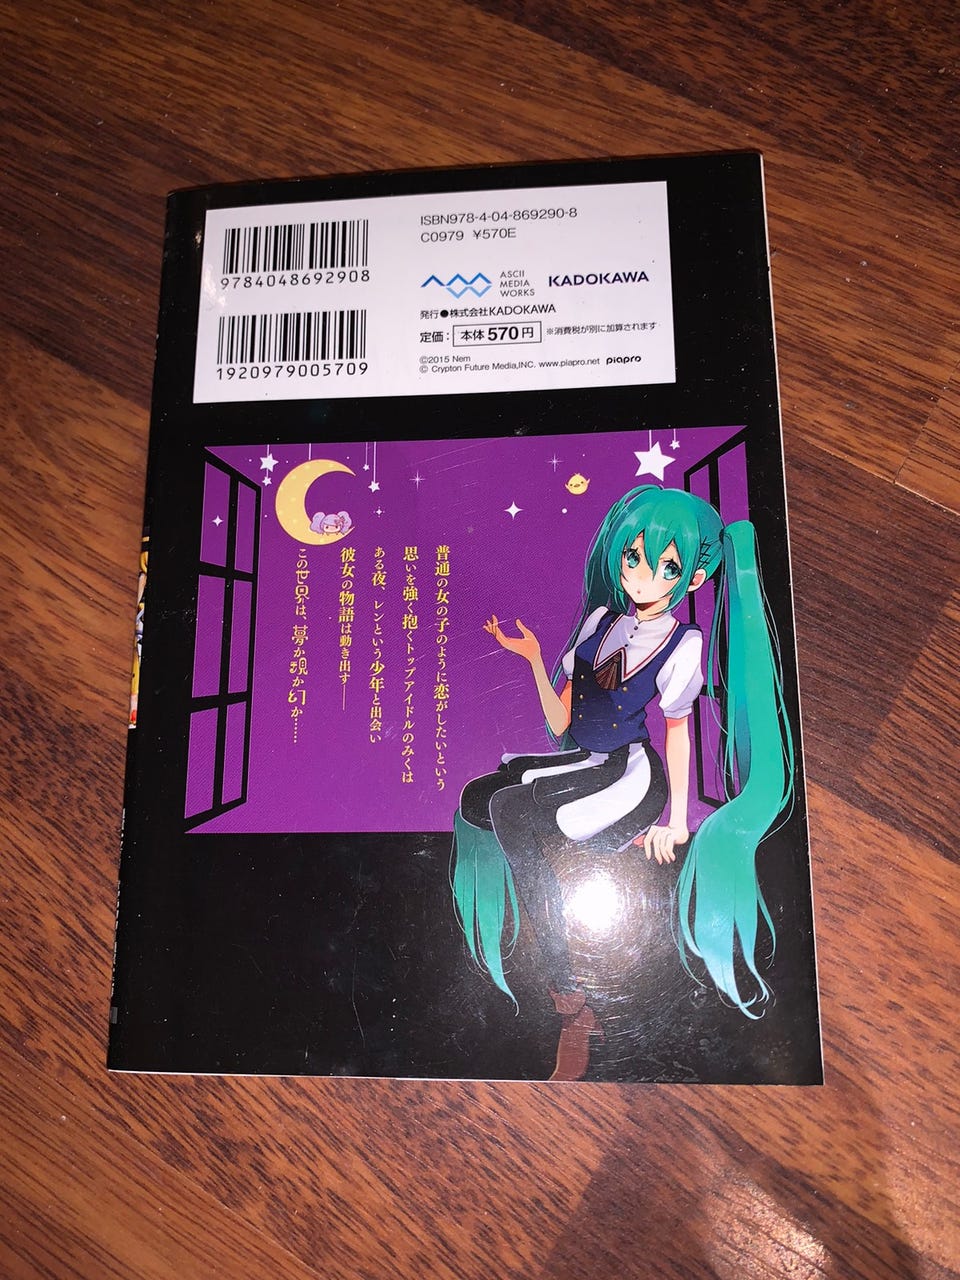 9784048692908
1920979005709
ISBN978-4-04-869290-8
C0979 ¥570E
ASCII
MEDIA
WORKS
KADOKAWA
発行●株式会社KADOKAWA
定価: 本体570円 ※消費税が別に加算されます
©2015 Nem
© Crypton Future Media,INC. www.piapro.net piapro
普通の女の子のように恋がしたいという
思いを強く抱くトップアイドルのみくは
ある夜、レンという少年と出会い
彼女の物語は動き出す——
この世界は、夢か現か幻か……